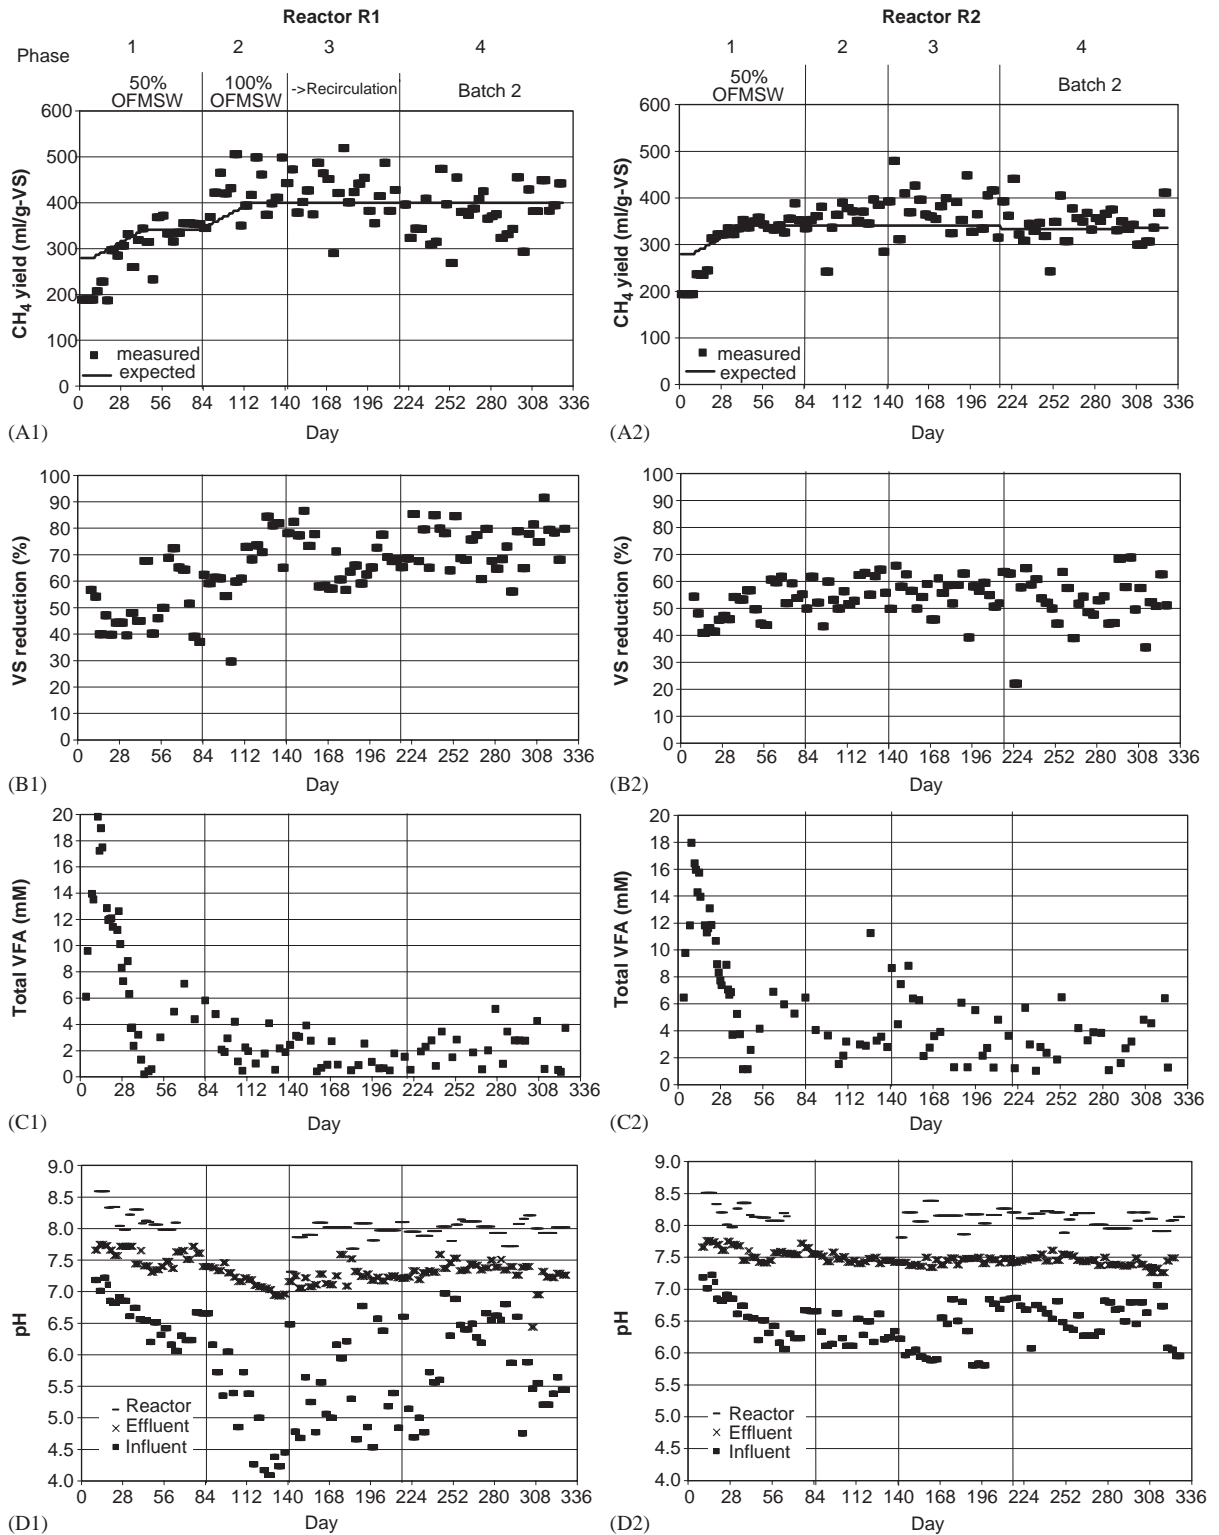 Reactor R1 Reactor R2
Phase 1 2 3 4 1 2 3 4
50% OFMSW 100% OFMSW ->Recirculation Batch 2 50% OFMSW Batch 2
CH4 yield (ml/g-VS)
600
500
400
300
200
100
0
measured
expected
0 28 56 84 112 140 168 196 224 252 280 308 336
(A1) Day
CH4 yield (ml/g-VS)
600
500
400
300
200
100
0
measured
expected
0 28 56 84 112 140 168 196 224 252 280 308 336
(A2) Day
VS reduction (%)
100
90
80
70
60
50
40
30
20
10
0
0 28 56 84 112 140 168 196 224 252 280 308 336
(B1) Day
VS reduction (%)
100
90
80
70
60
50
40
30
20
10
0
0 28 56 84 112 140 168 196 224 252 280 308 336
(B2) Day
Total VFA (mM)
20
18
16
14
12
10
8
6
4
2
0
0 28 56 84 112 140 168 196 224 252 280 308 336
(C1) Day
Total VFA (mM)
20
18
16
14
12
10
8
6
4
2
0
0 28 56 84 112 140 168 196 224 252 280 308 336
(C2) Day
pH
9.0
8.5
8.0
7.5
7.0
6.5
6.0
5.5
5.0
4.5
4.0
Reactor
Effluent
Influent
0 28 56 84 112 140 168 196 224 252 280 308 336
(D1) Day
pH
9.0
8.5
8.0
7.5
7.0
6.5
6.0
5.5
5.0
4.5
4.0
Reactor
Effluent
Influent
0 28 56 84 112 140 168 196 224 252 280 308 336
(D2) Day